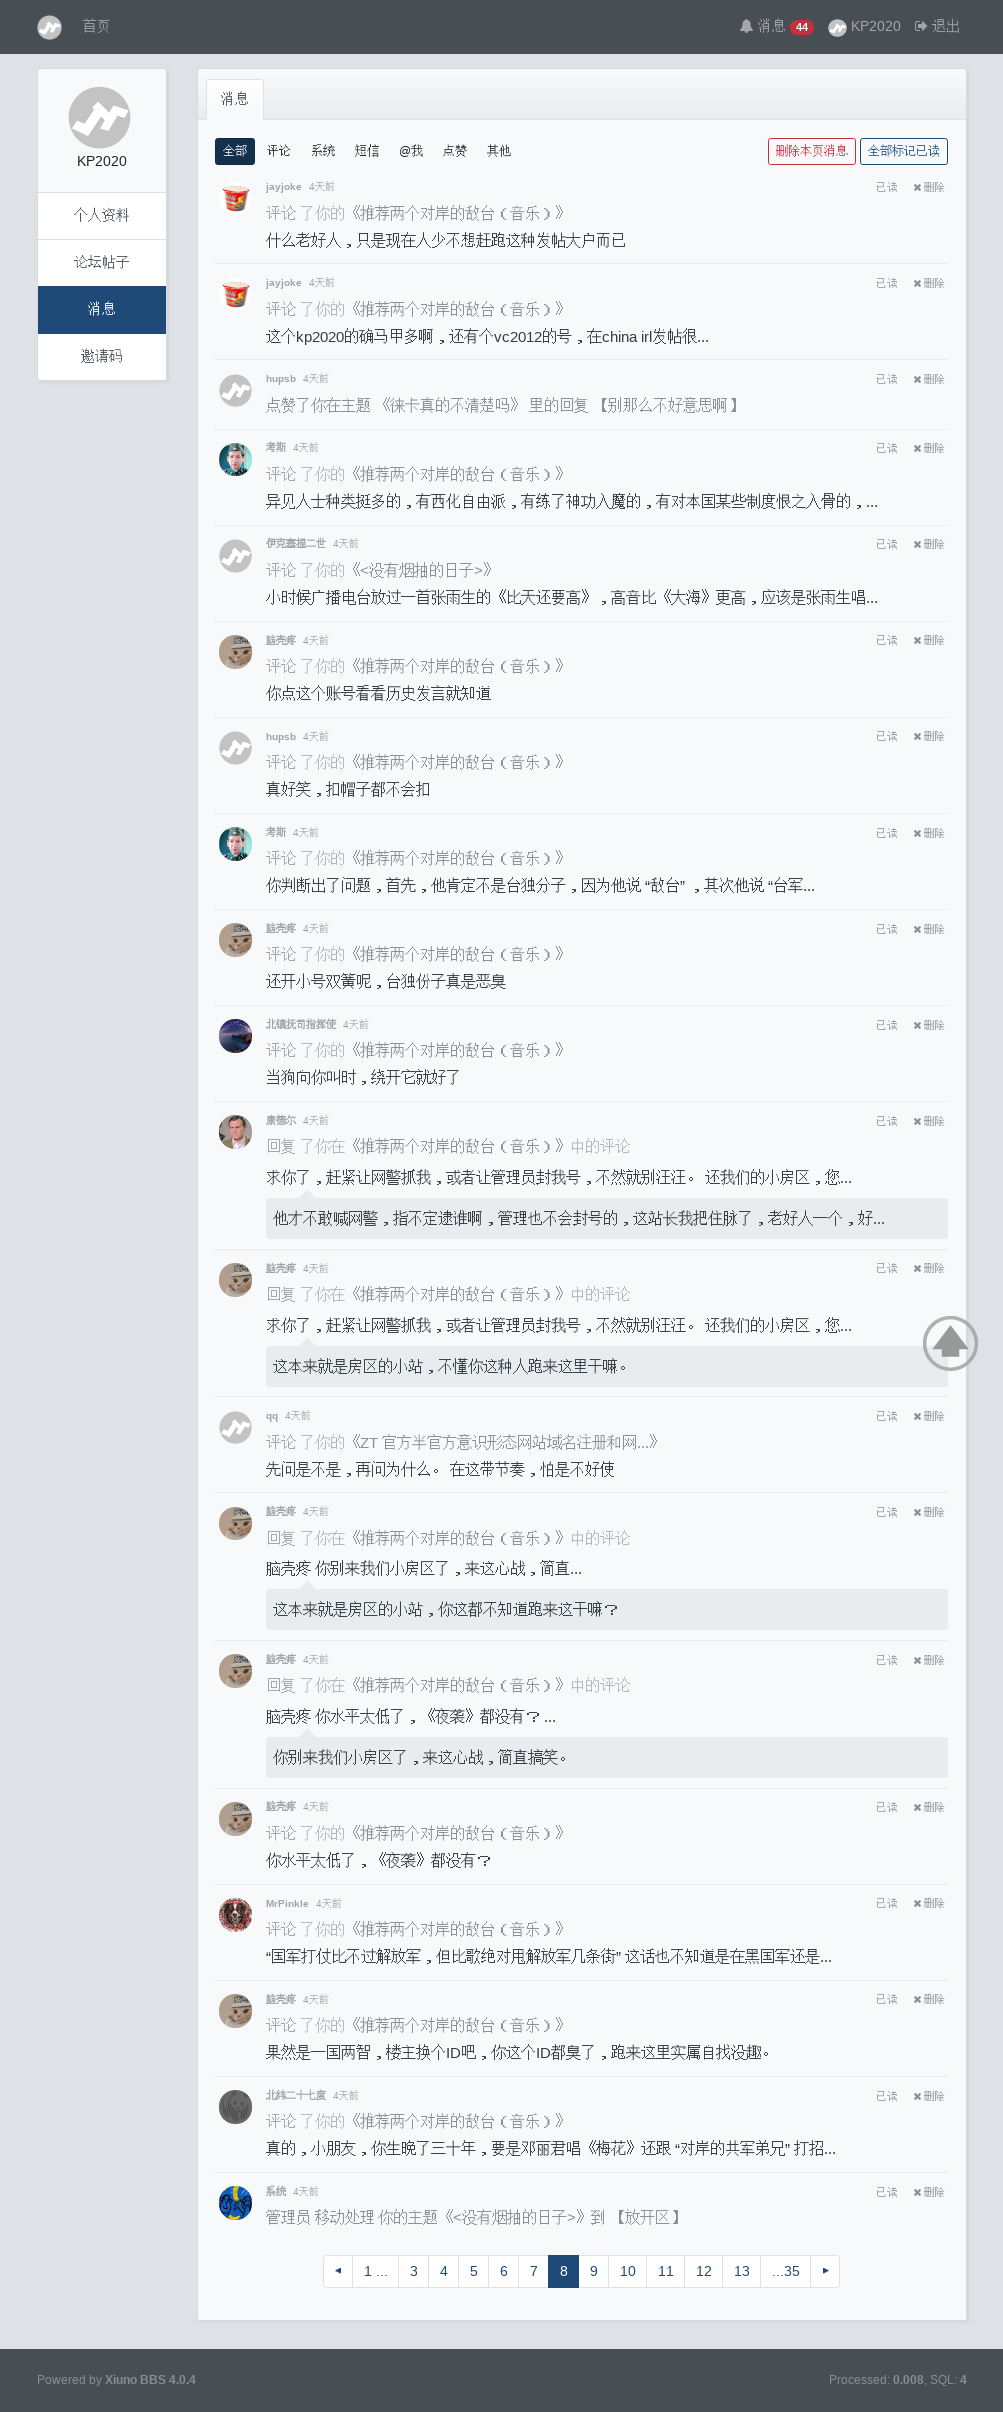 首页
消息 44 KP2020 退出
KP2020
个人资料
论坛帖子
消息
邀请码
消息
全部 评论 系统 短信 @我 点赞 其他 删除本页消息 全部标记已读
jayjoke 4天前 已读 ✖删除
评论 了你的《推荐两个对岸的敌台（音乐）》
什么老好人，只是现在人少不想赶跑这种发帖大户而已
jayjoke 4天前 已读 ✖删除
评论 了你的《推荐两个对岸的敌台（音乐）》
这个kp2020的确马甲多啊，还有个vc2012的号，在china irl发帖很...
hupsb 4天前 已读 ✖删除
点赞了你在主题 《徕卡真的不清楚吗》 里的回复 【别那么不好意思啊】
考斯 4天前 已读 ✖删除
评论 了你的《推荐两个对岸的敌台（音乐）》
异见人士种类挺多的，有西化自由派，有练了神功入魔的，有对本国某些制度恨之入骨的，...
伊克塞提二世 4天前 已读 ✖删除
评论 了你的《<没有烟抽的日子>》
小时候广播电台放过一首张雨生的《比天还要高》，高音比《大海》更高，应该是张雨生唱...
脑壳疼 4天前 已读 ✖删除
评论 了你的《推荐两个对岸的敌台（音乐）》
你点这个账号看看历史发言就知道
hupsb 4天前 已读 ✖删除
评论 了你的《推荐两个对岸的敌台（音乐）》
真好笑，扣帽子都不会扣
考斯 4天前 已读 ✖删除
评论 了你的《推荐两个对岸的敌台（音乐）》
你判断出了问题，首先，他肯定不是台独分子，因为他说 “敌台” ，其次他说 “台军...
脑壳疼 4天前 已读 ✖删除
评论 了你的《推荐两个对岸的敌台（音乐）》
还开小号双簧呢，台独份子真是恶臭
北镇抚司指挥使 4天前 已读 ✖删除
评论 了你的《推荐两个对岸的敌台（音乐）》
当狗向你叫时，绕开它就好了
康德尔 4天前 已读 ✖删除
回复 了你在《推荐两个对岸的敌台（音乐）》中的评论
求你了，赶紧让网警抓我，或者让管理员封我号，不然就别汪汪。 还我们的小房区，您...
他才不敢喊网警，指不定逮谁啊，管理也不会封号的，这站长我把住脉了，老好人一个，好...
脑壳疼 4天前 已读 ✖删除
回复 了你在《推荐两个对岸的敌台（音乐）》中的评论
求你了，赶紧让网警抓我，或者让管理员封我号，不然就别汪汪。 还我们的小房区，您...
这本来就是房区的小站，不懂你这种人跑来这里干嘛。
qq 4天前 已读 ✖删除
评论 了你的《ZT 官方半官方意识形态网站域名注册和网...》
先问是不是，再问为什么。 在这带节奏，怕是不好使
脑壳疼 4天前 已读 ✖删除
回复 了你在《推荐两个对岸的敌台（音乐）》中的评论
脑壳疼 你别来我们小房区了，来这心战，简直...
这本来就是房区的小站，你这都不知道跑来这干嘛？
脑壳疼 4天前 已读 ✖删除
回复 了你在《推荐两个对岸的敌台（音乐）》中的评论
脑壳疼 你水平太低了，《夜袭》都没有？...
你别来我们小房区了，来这心战，简直搞笑。
脑壳疼 4天前 已读 ✖删除
评论 了你的《推荐两个对岸的敌台（音乐）》
你水平太低了，《夜袭》都没有？
MrPinkle 4天前 已读 ✖删除
评论 了你的《推荐两个对岸的敌台（音乐）》
“国军打仗比不过解放军，但比歌绝对甩解放军几条街” 这话也不知道是在黑国军还是...
脑壳疼 4天前 已读 ✖删除
评论 了你的《推荐两个对岸的敌台（音乐）》
果然是一国两智，楼主换个ID吧，你这个ID都臭了，跑来这里实属自找没趣。
北纬二十七度 4天前 已读 ✖删除
评论 了你的《推荐两个对岸的敌台（音乐）》
真的，小朋友，你生晚了三十年，要是邓丽君唱《梅花》还跟 “对岸的共军弟兄” 打招...
系统 4天前 已读 ✖删除
管理员 移动处理 你的主题《<没有烟抽的日子>》到 【放开区】
◂ 1 ... 3 4 5 6 7 8 9 10 11 12 13 ...35 ▸
Powered by Xiuno BBS 4.0.4 Processed: 0.008, SQL: 4